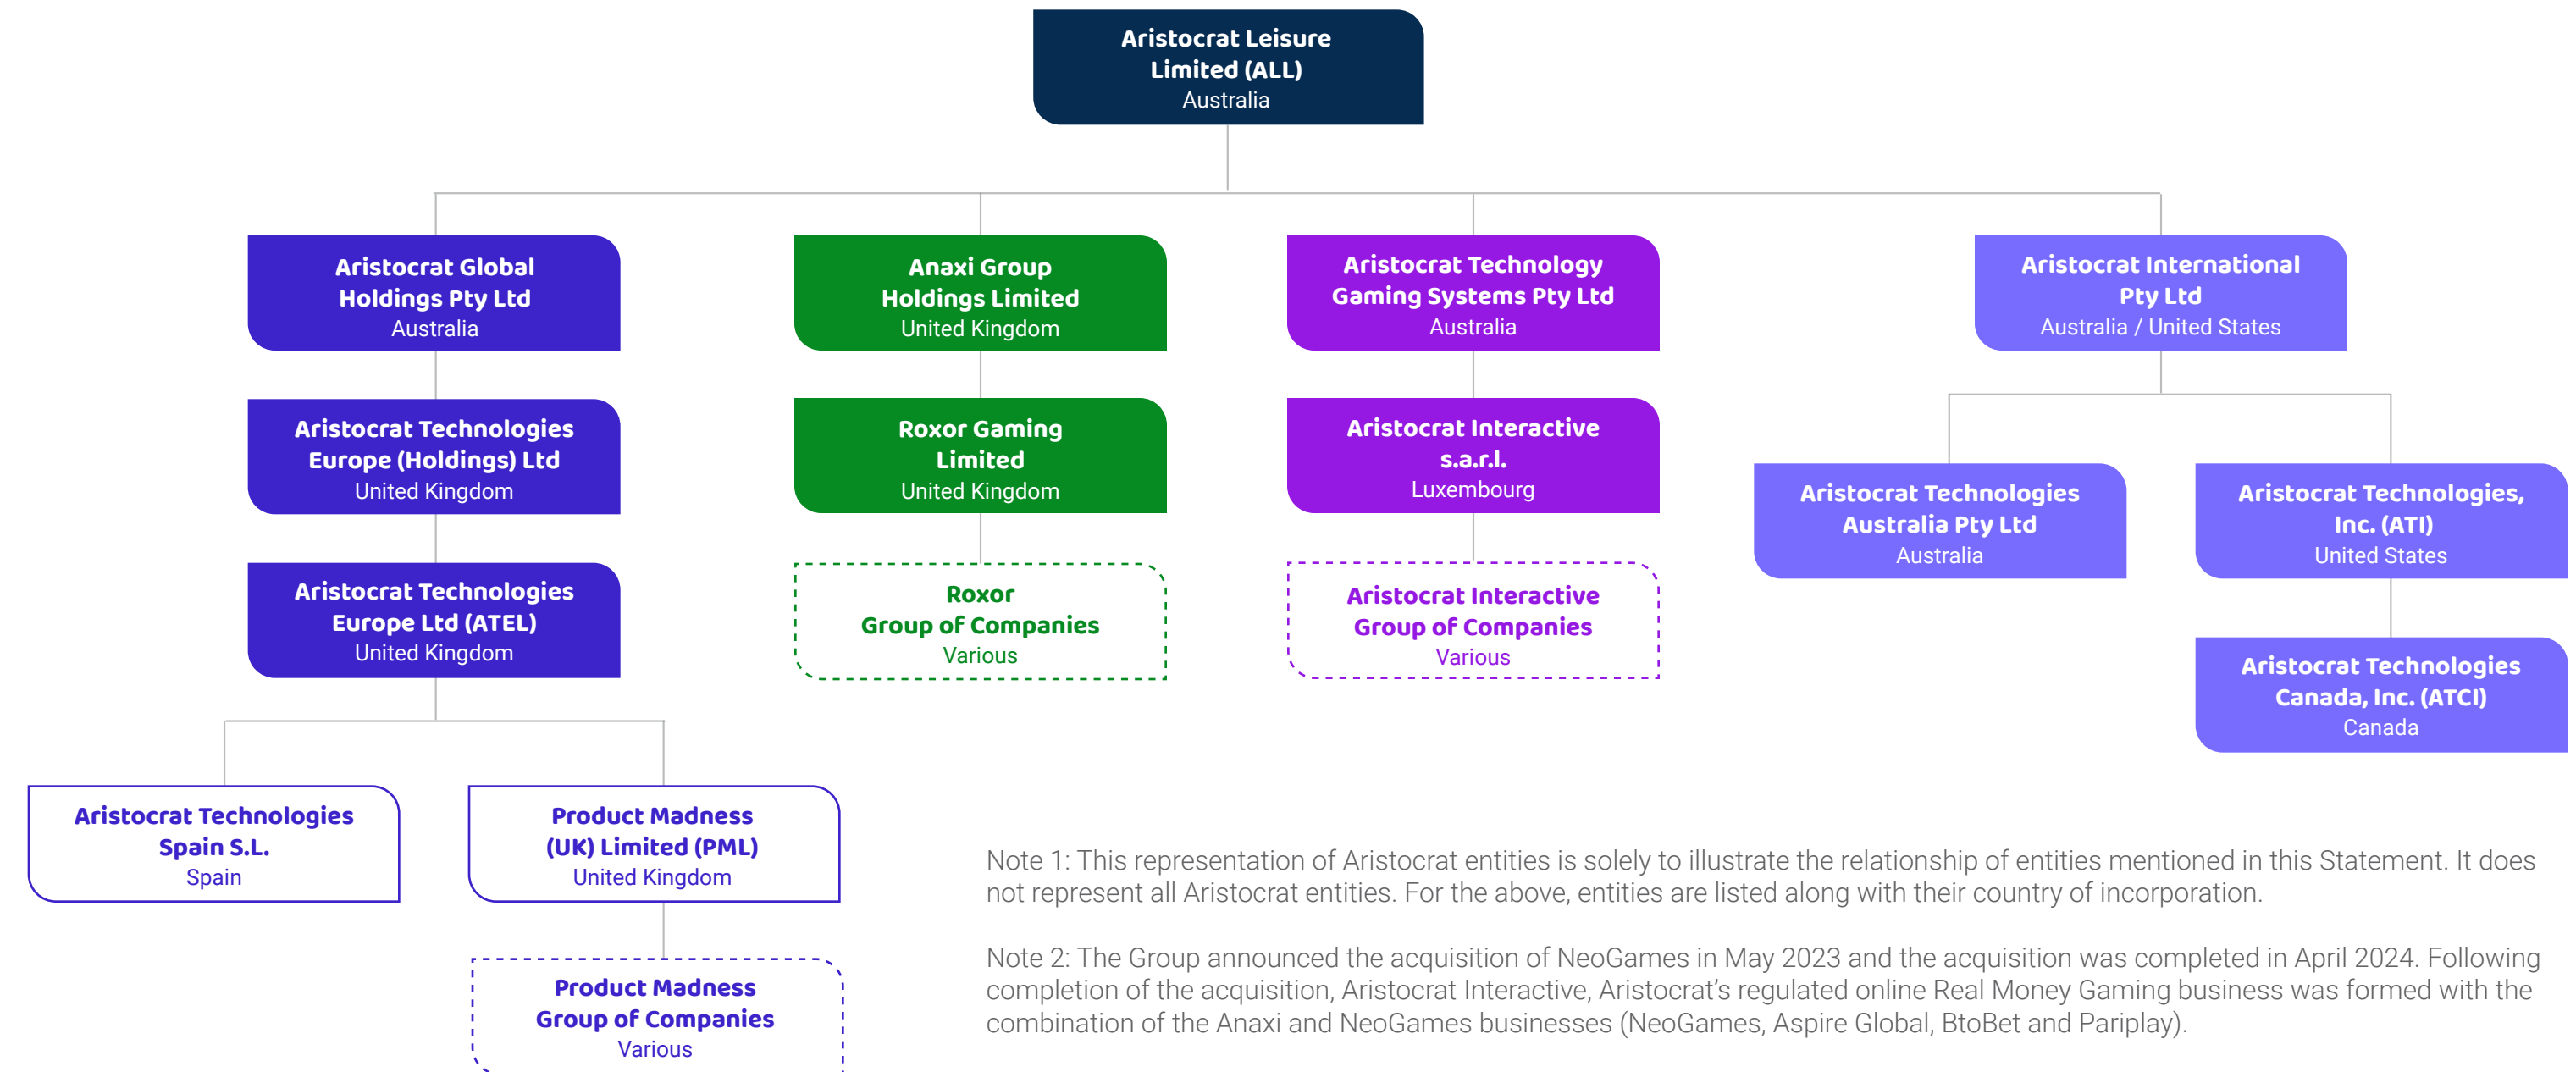 Aristocrat Leisure
Limited (ALL)
Australia
Aristocrat Global
Holdings Pty Ltd
Australia
Anaxi Group
Holdings Limited
United Kingdom
Aristocrat Technology
Gaming Systems Pty Ltd
Australia
Aristocrat International
Pty Ltd
Australia / United States
Aristocrat Technologies
Europe (Holdings) Ltd
United Kingdom
Roxor Gaming
Limited
United Kingdom
Aristocrat Interactive
s.a.r.l.
Luxembourg
Aristocrat Technologies
Australia Pty Ltd
Australia
Aristocrat Technologies,
Inc. (ATI)
United States
Aristocrat Technologies
Europe Ltd (ATEL)
United Kingdom
Roxor
Group of Companies
Various
Aristocrat Interactive
Group of Companies
Various
Aristocrat Technologies
Canada, Inc. (ATCI)
Canada
Aristocrat Technologies
Spain S.L.
Spain
Product Madness
(UK) Limited (PML)
United Kingdom
Product Madness
Group of Companies
Various
Note 1: This representation of Aristocrat entities is solely to illustrate the relationship of entities mentioned in this Statement. It does
not represent all Aristocrat entities. For the above, entities are listed along with their country of incorporation.
Note 2: The Group announced the acquisition of NeoGames in May 2023 and the acquisition was completed in April 2024. Following
completion of the acquisition, Aristocrat Interactive, Aristocrat’s regulated online Real Money Gaming business was formed with the
combination of the Anaxi and NeoGames businesses (NeoGames, Aspire Global, BtoBet and Pariplay).